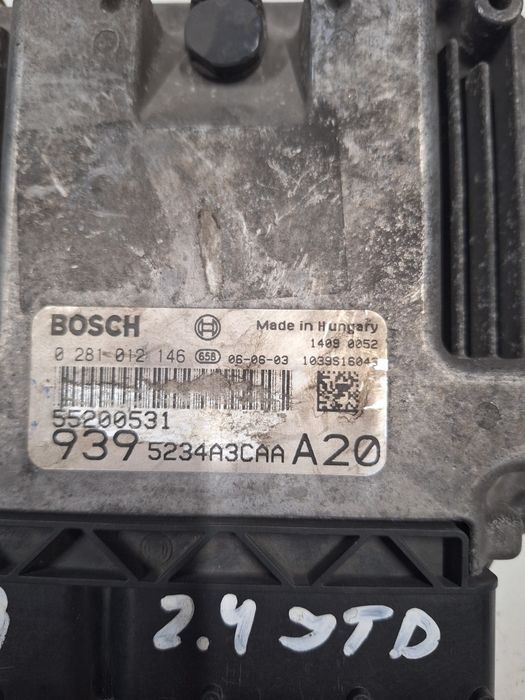 BOSCH Made in Hungary
1409 0052
0 281 012 146 658 06-06-03 1039S16043
55200531
939 5234A3CAA A20
2.4 JTD